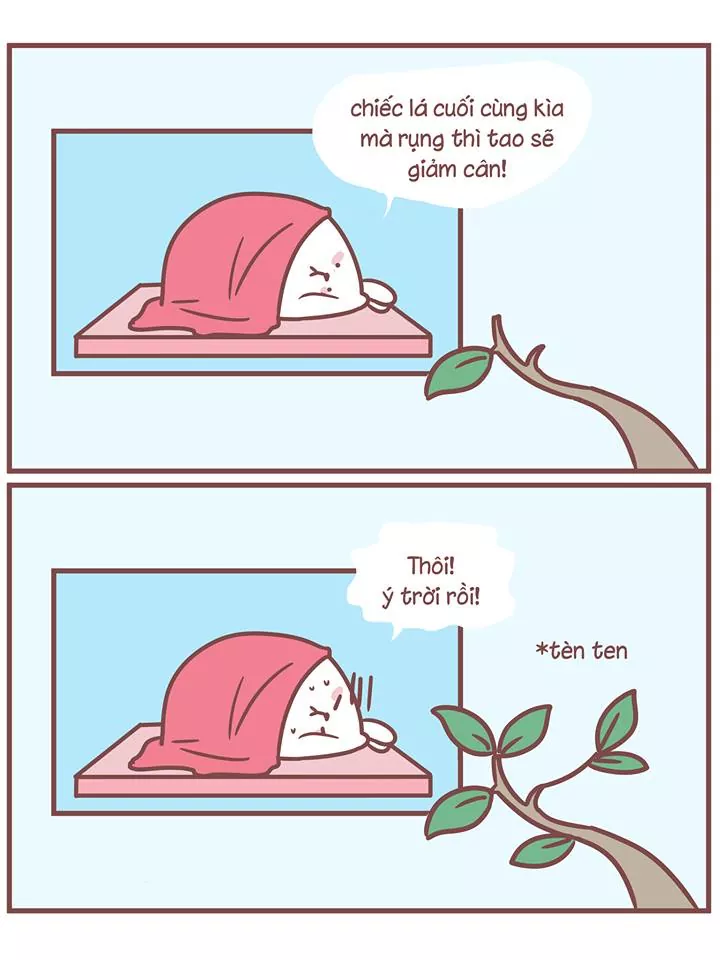 chiếc lá cuối cùng kìa
mà rụng thì tao sẽ
giảm cân!
Thôi!
ý trời rồi!
*tèn ten